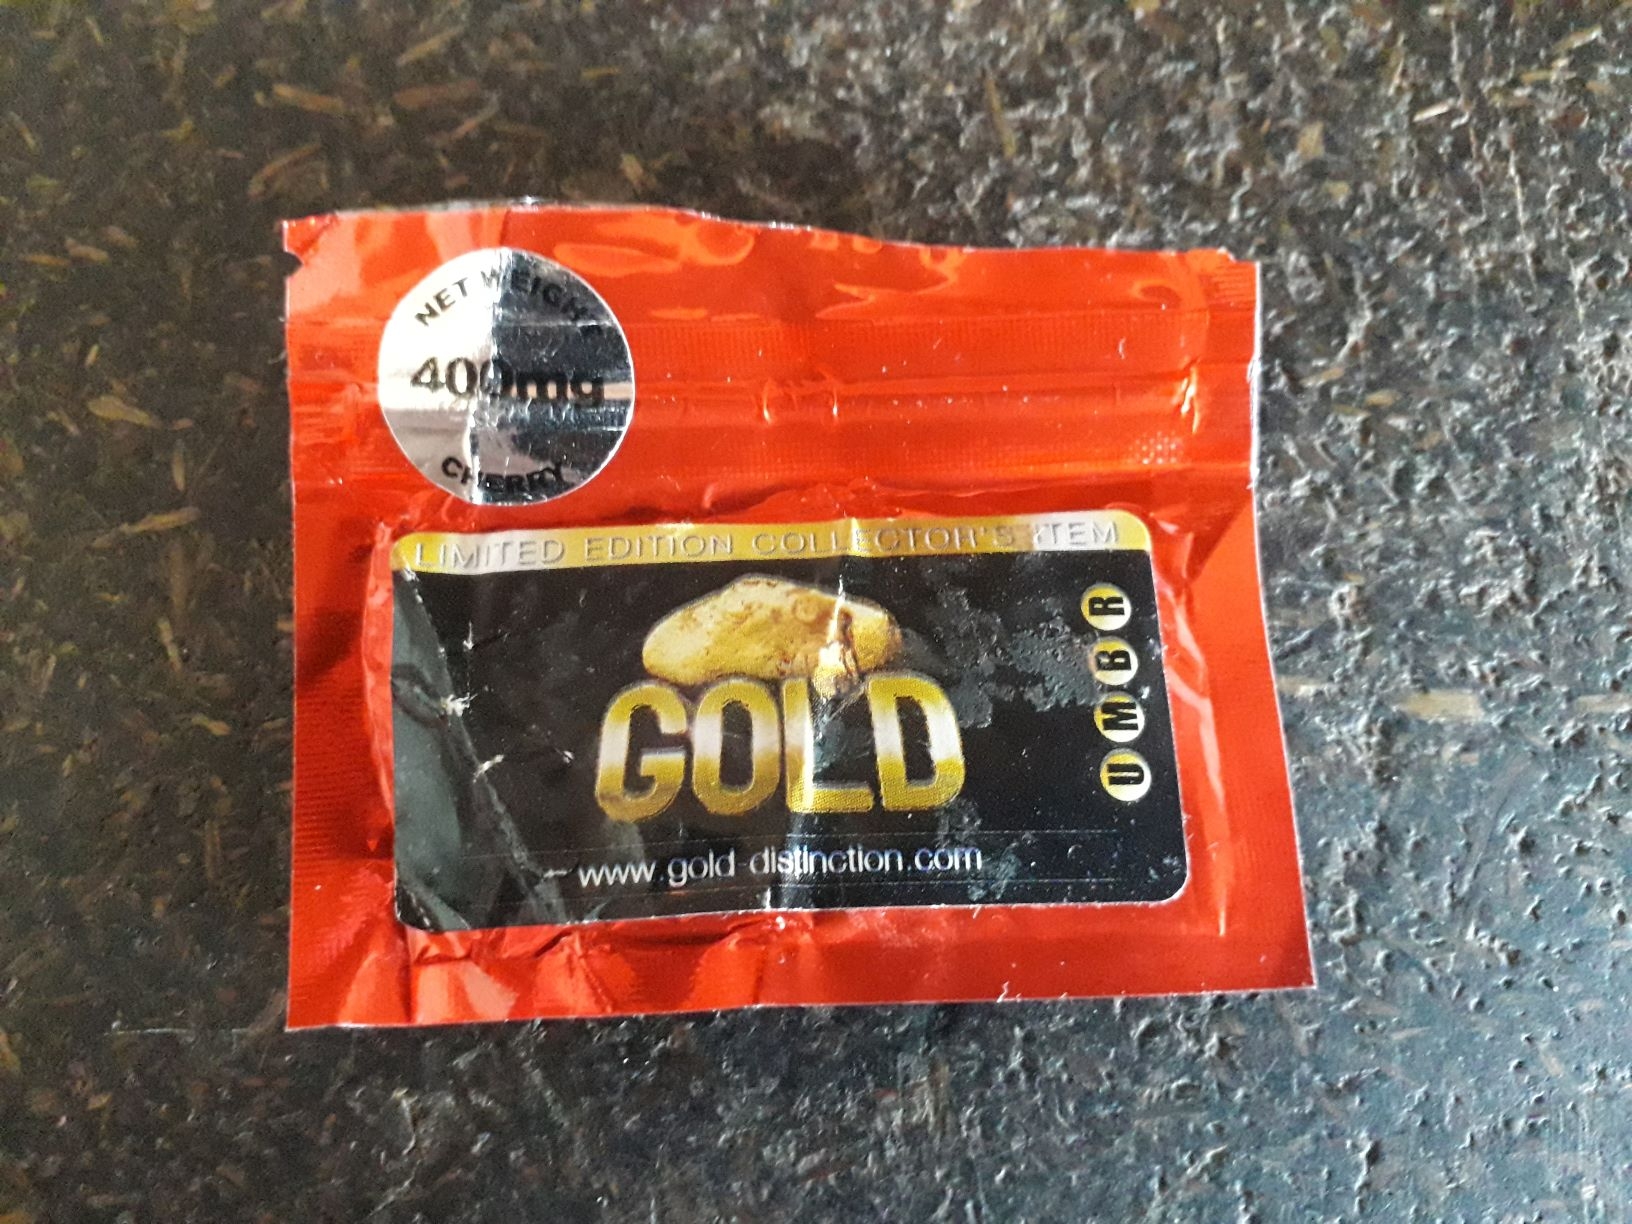 NET WEIGHT
400mg
CHERRY
LIMITED EDITION COLLECTOR'S ITEM
GOLD
UMBR
www.gold-distinction.com